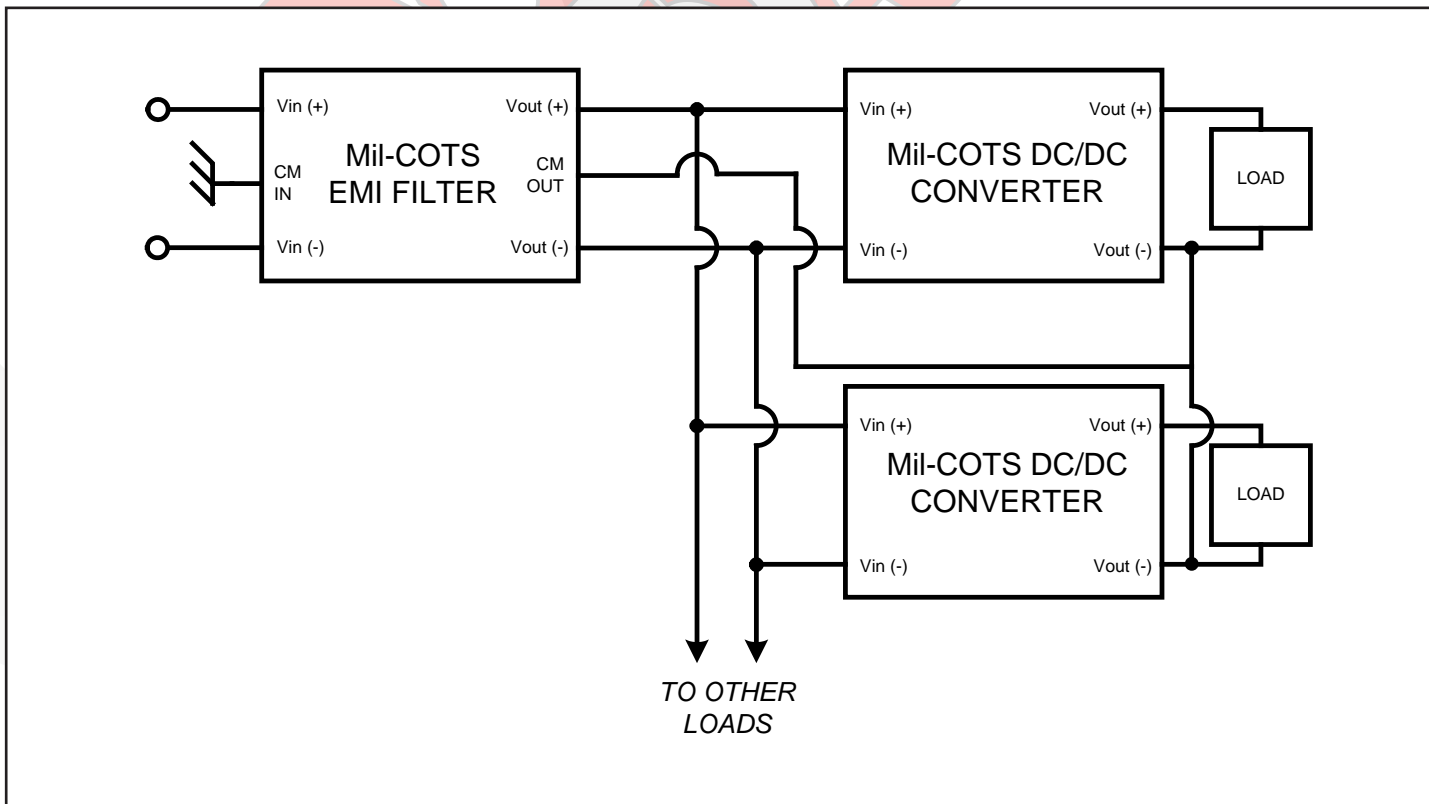 Vin (+)
CM
IN
Vin (-)
Mil-COTS
EMI FILTER
Vout (+)
CM
OUT
Vout (-)
Vin (+)
Vin (-)
Mil-COTS DC/DC
CONVERTER
Vout (+)
Vout (-)
LOAD
Vin (+)
Vin (-)
Mil-COTS DC/DC
CONVERTER
Vout (+)
Vout (-)
LOAD
TO OTHER
LOADS